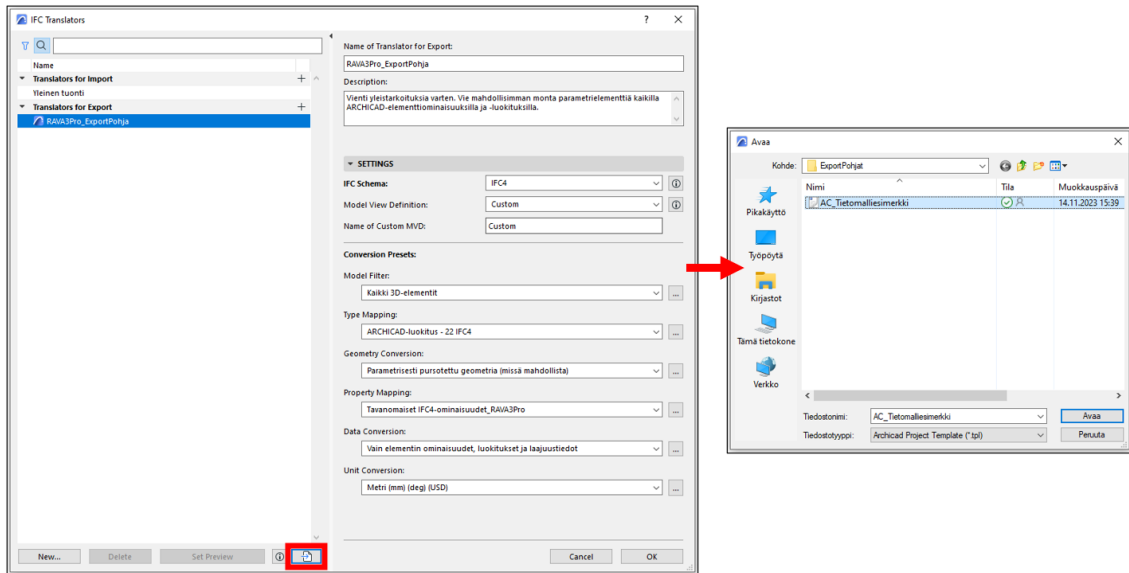 IFC Translators
?
Name
Translators for Import
Yleinen tuonti
Translators for Export
RAVA3Pro_ExportPohja
New...
Delete
Set Preview
Name of Translator for Export:
RAVA3Pro_ExportPohja
Description:
Vienti yleistarkoituksia varten. Vie mahdollisimman monta parametrielementtiä kaikilla
ARCHICAD-elementtiominaisuuksilla ja -luokituksilla.
SETTINGS
IFC Schema:
IFC4
Model View Definition:
Custom
Name of Custom MVD:
Custom
Conversion Presets:
Model Filter:
Kaikki 3D-elementit
...
Type Mapping:
ARCHICAD-luokitus - 22 IFC4
...
Geometry Conversion:
Parametrisesti pursotettu geometria (missä mahdollista)
...
Property Mapping:
Tavanomaiset IFC4-ominaisuudet_RAVA3Pro
...
Data Conversion:
Vain elementin ominaisuudet, luokitukset ja laajuustiedot
...
Unit Conversion:
Metri (mm) (deg) (USD)
...
Cancel
OK
Avaa
Kohde:
ExportPohjat
Pikakäyttö
Työpöytä
Kirjastot
Tämä tietokone
Verkko
Nimi
Tila
Muokkauspäivä
AC_Tietomalliesimerkki
14.11.2023 15:39
Tiedostonimi:
AC_Tietomalliesimerkki
Avaa
Tiedostotyyppi:
Archicad Project Template (*.tpl)
Peruuta